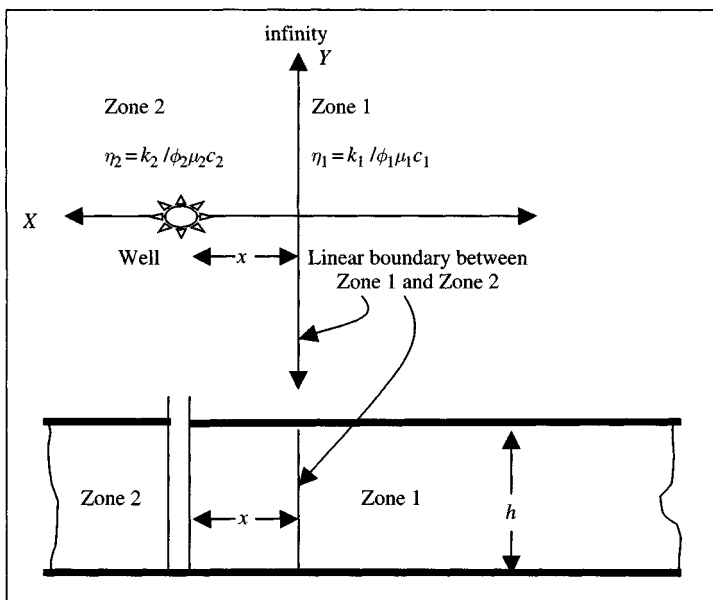 infinity
Y
Zone 2
Zone 1
η₂ = k₂ /ϕ₂μ₂c₂
η₁ = k₁ /ϕ₁μ₁c₁
X
Well
x
Linear boundary between
Zone 1 and Zone 2
Zone 2
x
Zone 1
h